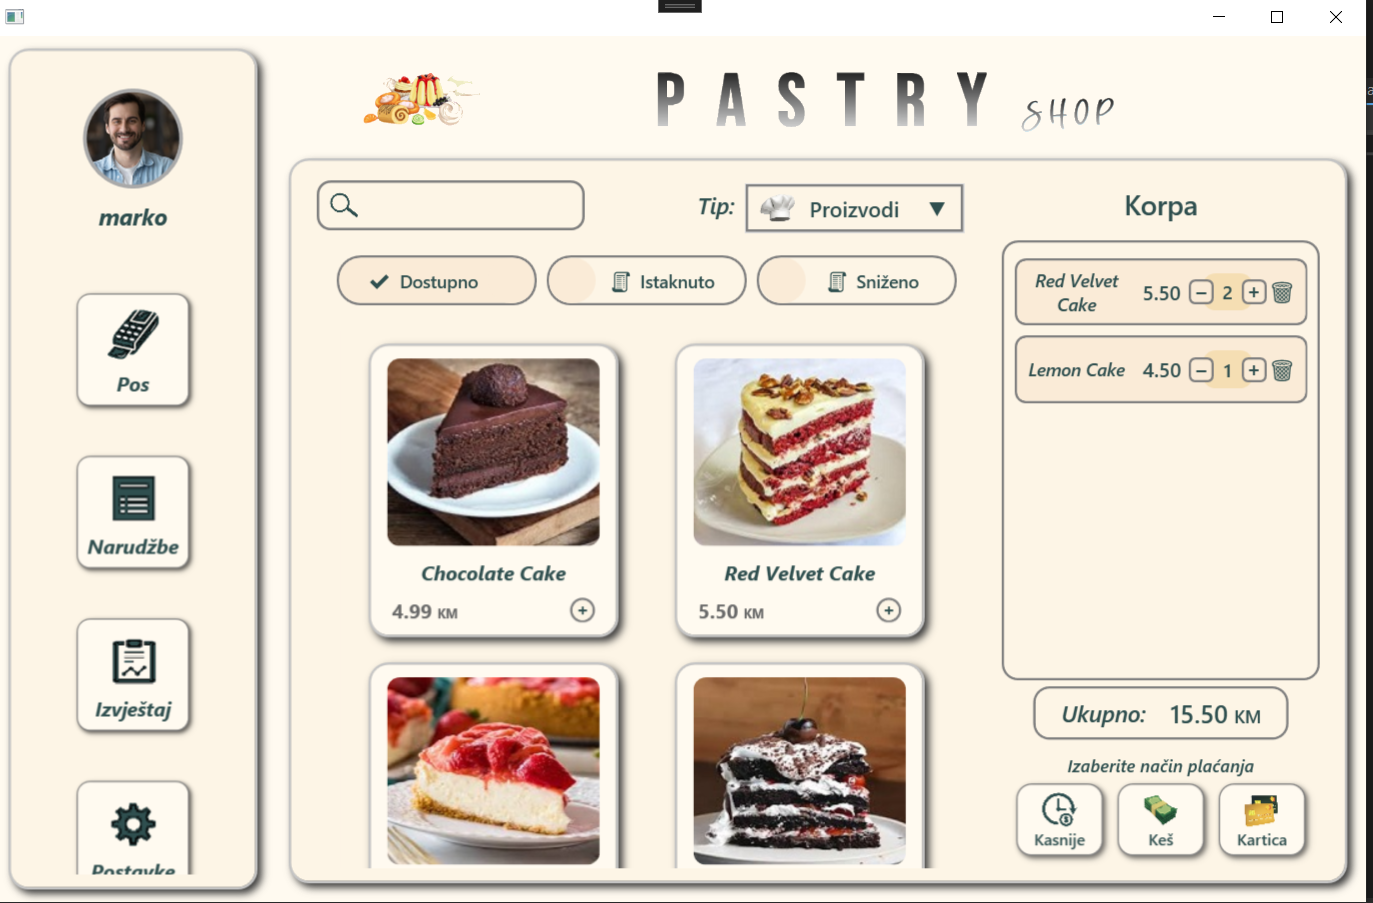 PASTRY SHOP
marko
Pos
Narudžbe
Izvještaj
Postavke
Tip:
Proizvodi
Dostupno
Istaknuto
Sniženo
Chocolate Cake
4.99 KM
Red Velvet Cake
5.50 KM
Korpa
Red Velvet
Cake
5.50 − 2 +
Lemon Cake 4.50 − 1 +
Ukupno: 15.50 KM
Izaberite način plaćanja
Kasnije
Keš
Kartica